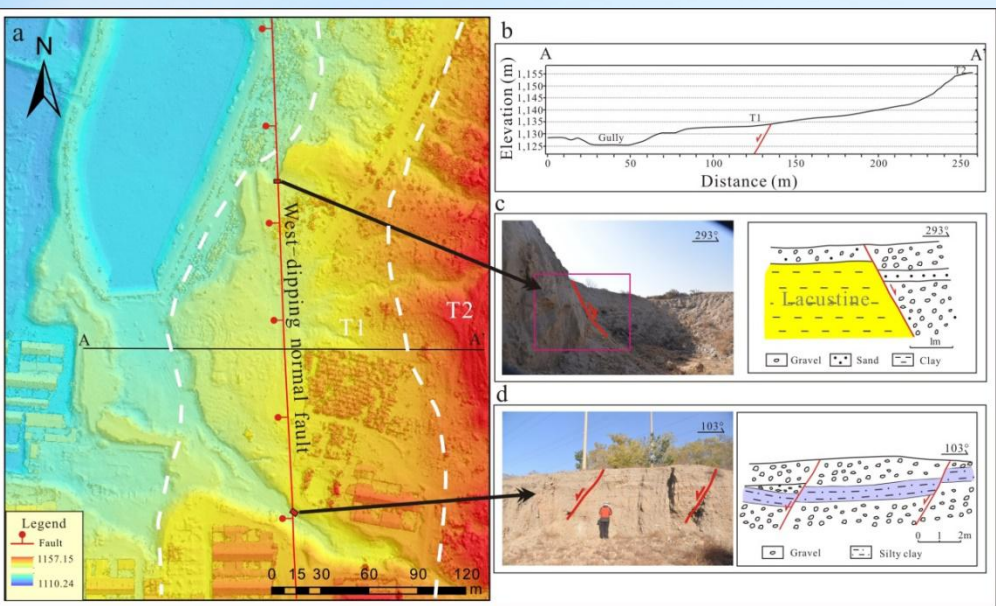 a
N
West-dipping normal fault
T1
T2
A
A'
Legend
Fault
1157.15
1110.24
0 15 30 60 90 120
m
b
A
A'
Elevation (m)
1,155
1,150
1,145
1,140
1,135
1,130
1,125
Gully
T1
T2
0
50
100
150
200
250
Distance (m)
c
293°
293°
Lacustine
1m
Gravel
Sand
Clay
d
103°
103°
0 1 2m
Gravel
Silty clay